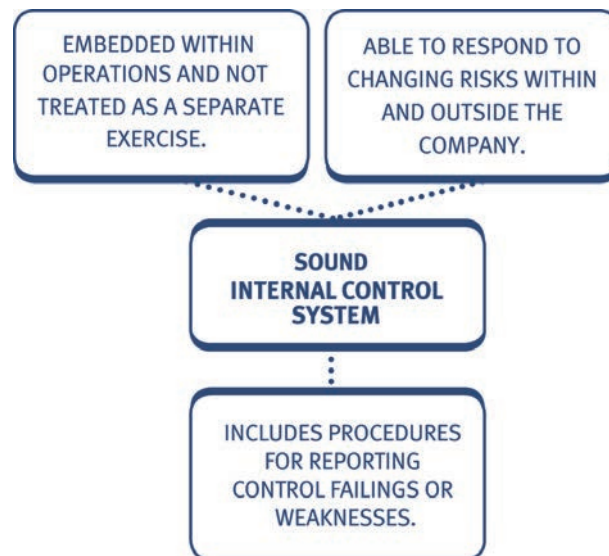 EMBEDDED WITHIN
OPERATIONS AND NOT
TREATED AS A SEPARATE
EXERCISE.
ABLE TO RESPOND TO
CHANGING RISKS WITHIN
AND OUTSIDE THE
COMPANY.
SOUND
INTERNAL CONTROL
SYSTEM
INCLUDES PROCEDURES
FOR REPORTING
CONTROL FAILINGS OR
WEAKNESSES.